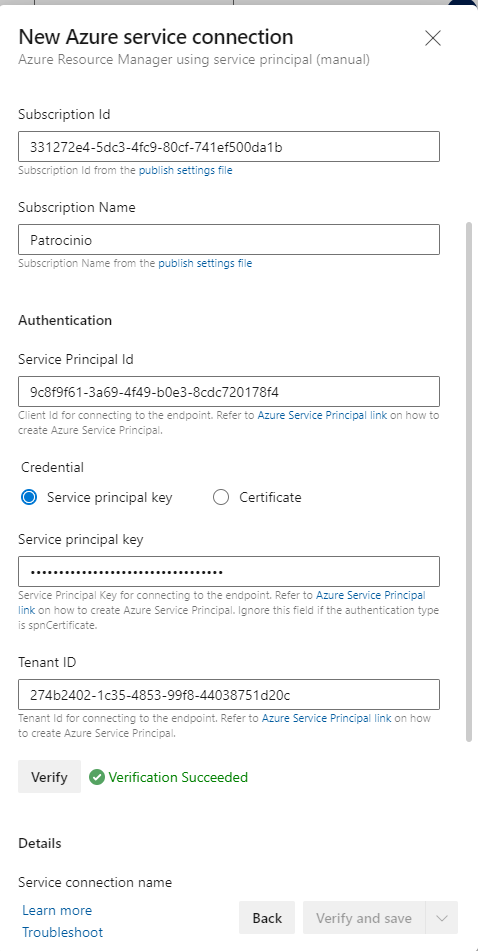 New Azure service connection
Azure Resource Manager using service principal (manual)
Subscription Id
331272e4-5dc3-4fc9-80cf-741ef500da1b
Subscription Id from the publish settings file
Subscription Name
Patrocinio
Subscription Name from the publish settings file
Authentication
Service Principal Id
9c8f9f61-3a69-4f49-b0e3-8cdc720178f4
Client Id for connecting to the endpoint. Refer to Azure Service Principal link on how to
create Azure Service Principal.
Credential
Service principal key
Certificate
Service principal key
••••••••••••••••••••••••••••••••••
Service Principal Key for connecting to the endpoint. Refer to Azure Service Principal
link on how to create Azure Service Principal. Ignore this field if the authentication type
is spnCertificate.
Tenant ID
274b2402-1c35-4853-99f8-44038751d20c
Tenant Id for connecting to the endpoint. Refer to Azure Service Principal link on how
to create Azure Service Principal.
Verify
Verification Succeeded
Details
Service connection name
Learn more
Troubleshoot
Back
Verify and save